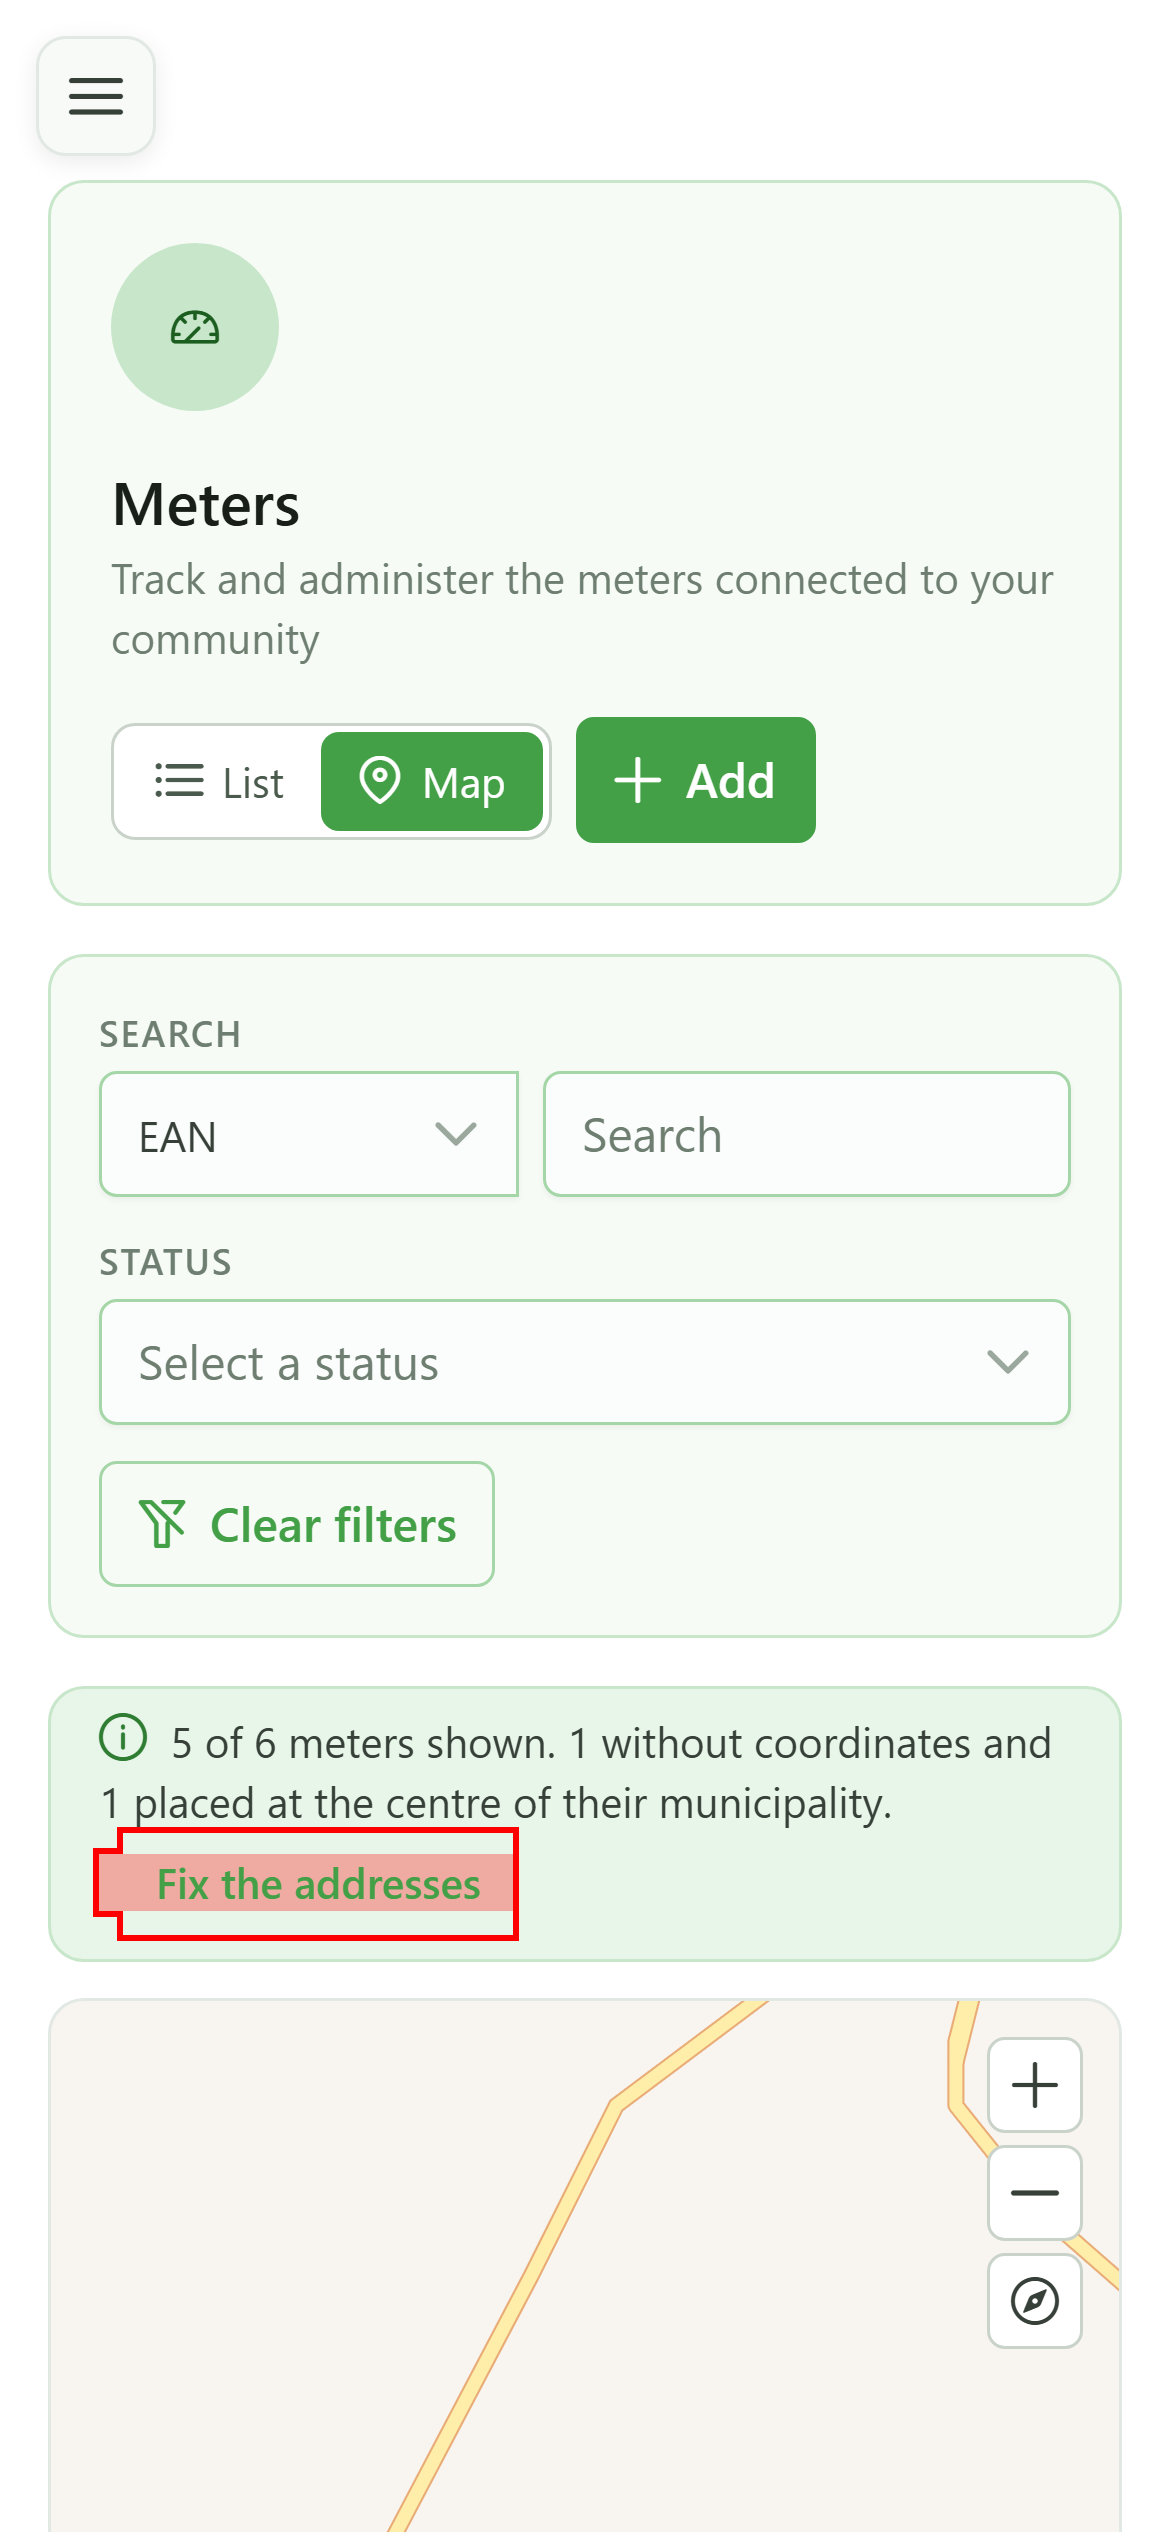 Meters
Track and administer the meters connected to your
community
List
Map
Add
SEARCH
EAN
Search
STATUS
Select a status
Clear filters
5 of 6 meters shown. 1 without coordinates and
1 placed at the centre of their municipality.
Fix the addresses